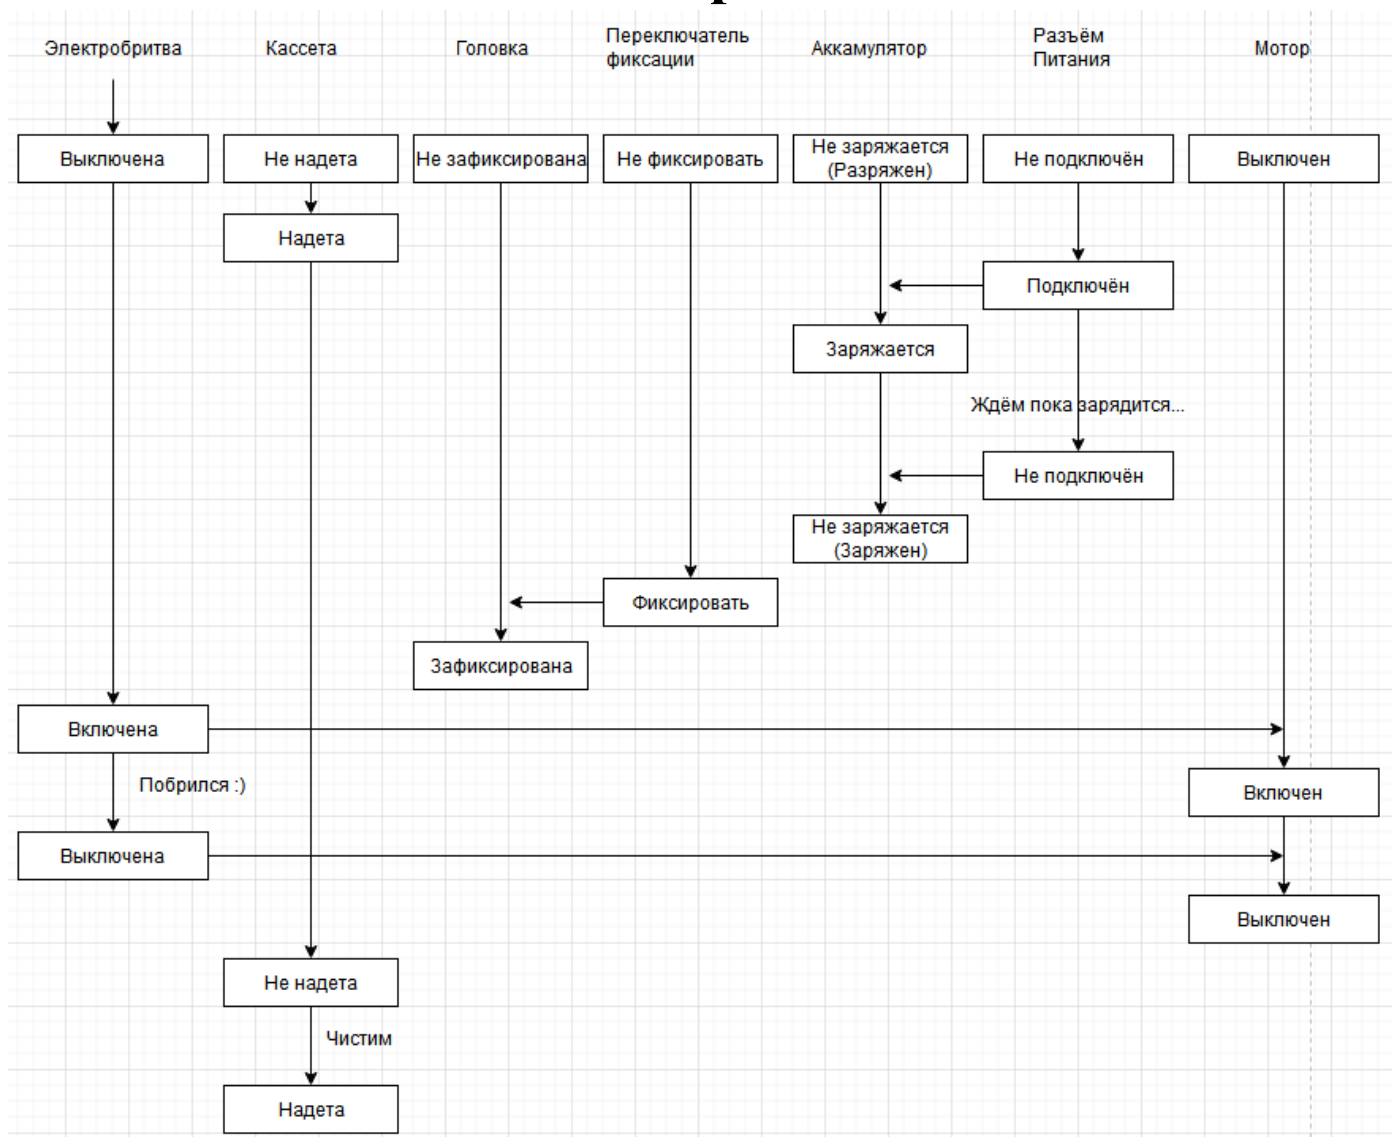 Электробритва
Кассета
Головка
Переключатель
фиксации
Аккамулятор
Разъём
Питания
Мотор
Выключена
Не надета
Не зафиксирована
Не фиксировать
Не заряжается
(Разряжен)
Не подключён
Выключен
Надета
Подключён
Заряжается
Ждём пока зарядится...
Не подключён
Не заряжается
(Заряжен)
Фиксировать
Зафиксирована
Включена
Побрился :)
Включен
Выключена
Выключен
Не надета
Чистим
Надета